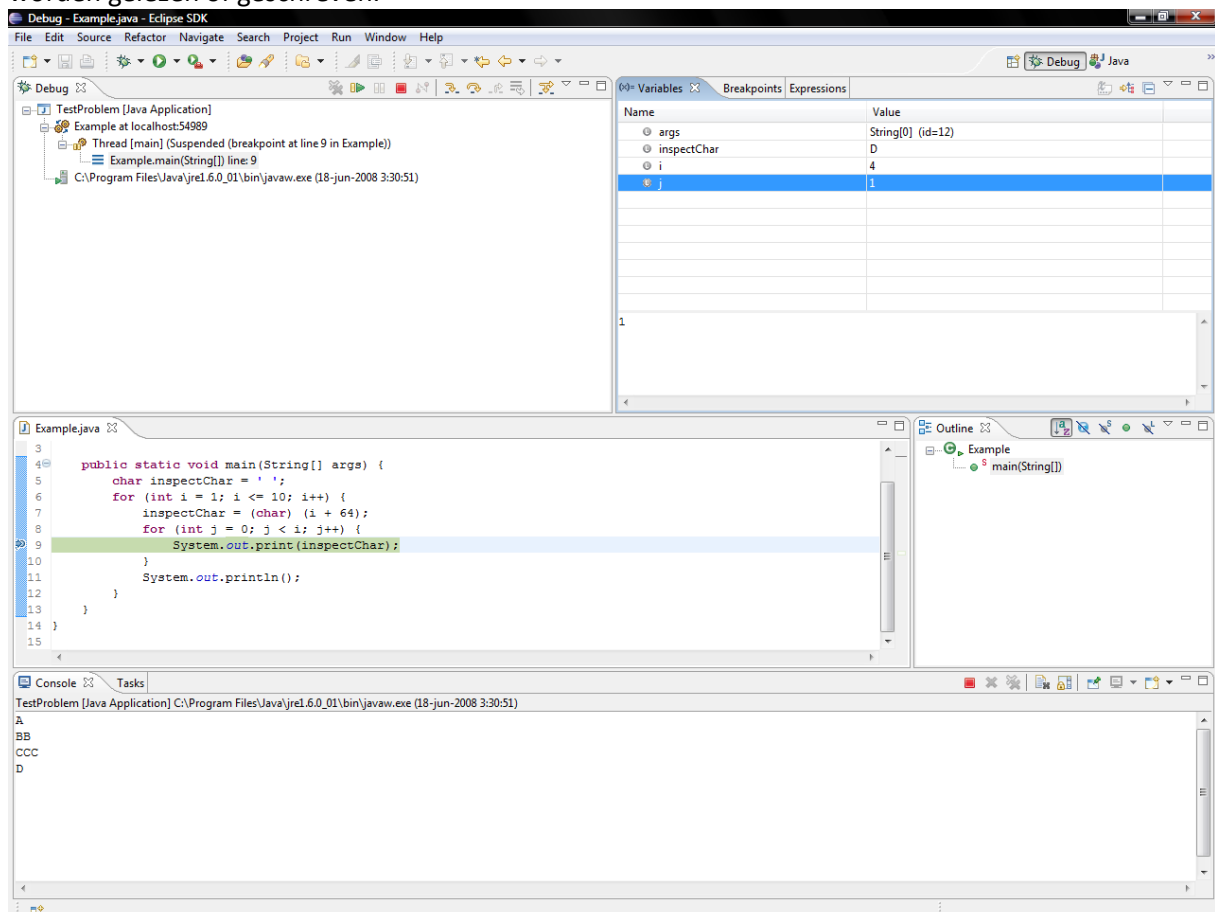 worden gelezen of geschreven.
Debug - Example.java - Eclipse SDK
File Edit Source Refactor Navigate Search Project Run Window Help
Debug Java
Debug
TestProblem [Java Application]
Example at localhost:54989
Thread [main] (Suspended (breakpoint at line 9 in Example))
Example.main(String[]) line: 9
C:\Program Files\Java\jre1.6.0_01\bin\javaw.exe (18-jun-2008 3:30:51)
(x)= Variables Breakpoints Expressions
Name Value
args String[0] (id=12)
inspectChar D
i 4
j 1
1
Example.java
3
4 public static void main(String[] args) {
5 char inspectChar = ' ';
6 for (int i = 1; i <= 10; i++) {
7 inspectChar = (char) (i + 64);
8 for (int j = 0; j < i; j++) {
9 System.out.print(inspectChar);
10 }
11 System.out.println();
12 }
13 }
14 }
15
Outline
Example
main(String[])
Console Tasks
TestProblem [Java Application] C:\Program Files\Java\jre1.6.0_01\bin\javaw.exe (18-jun-2008 3:30:51)
A
BB
CCC
D